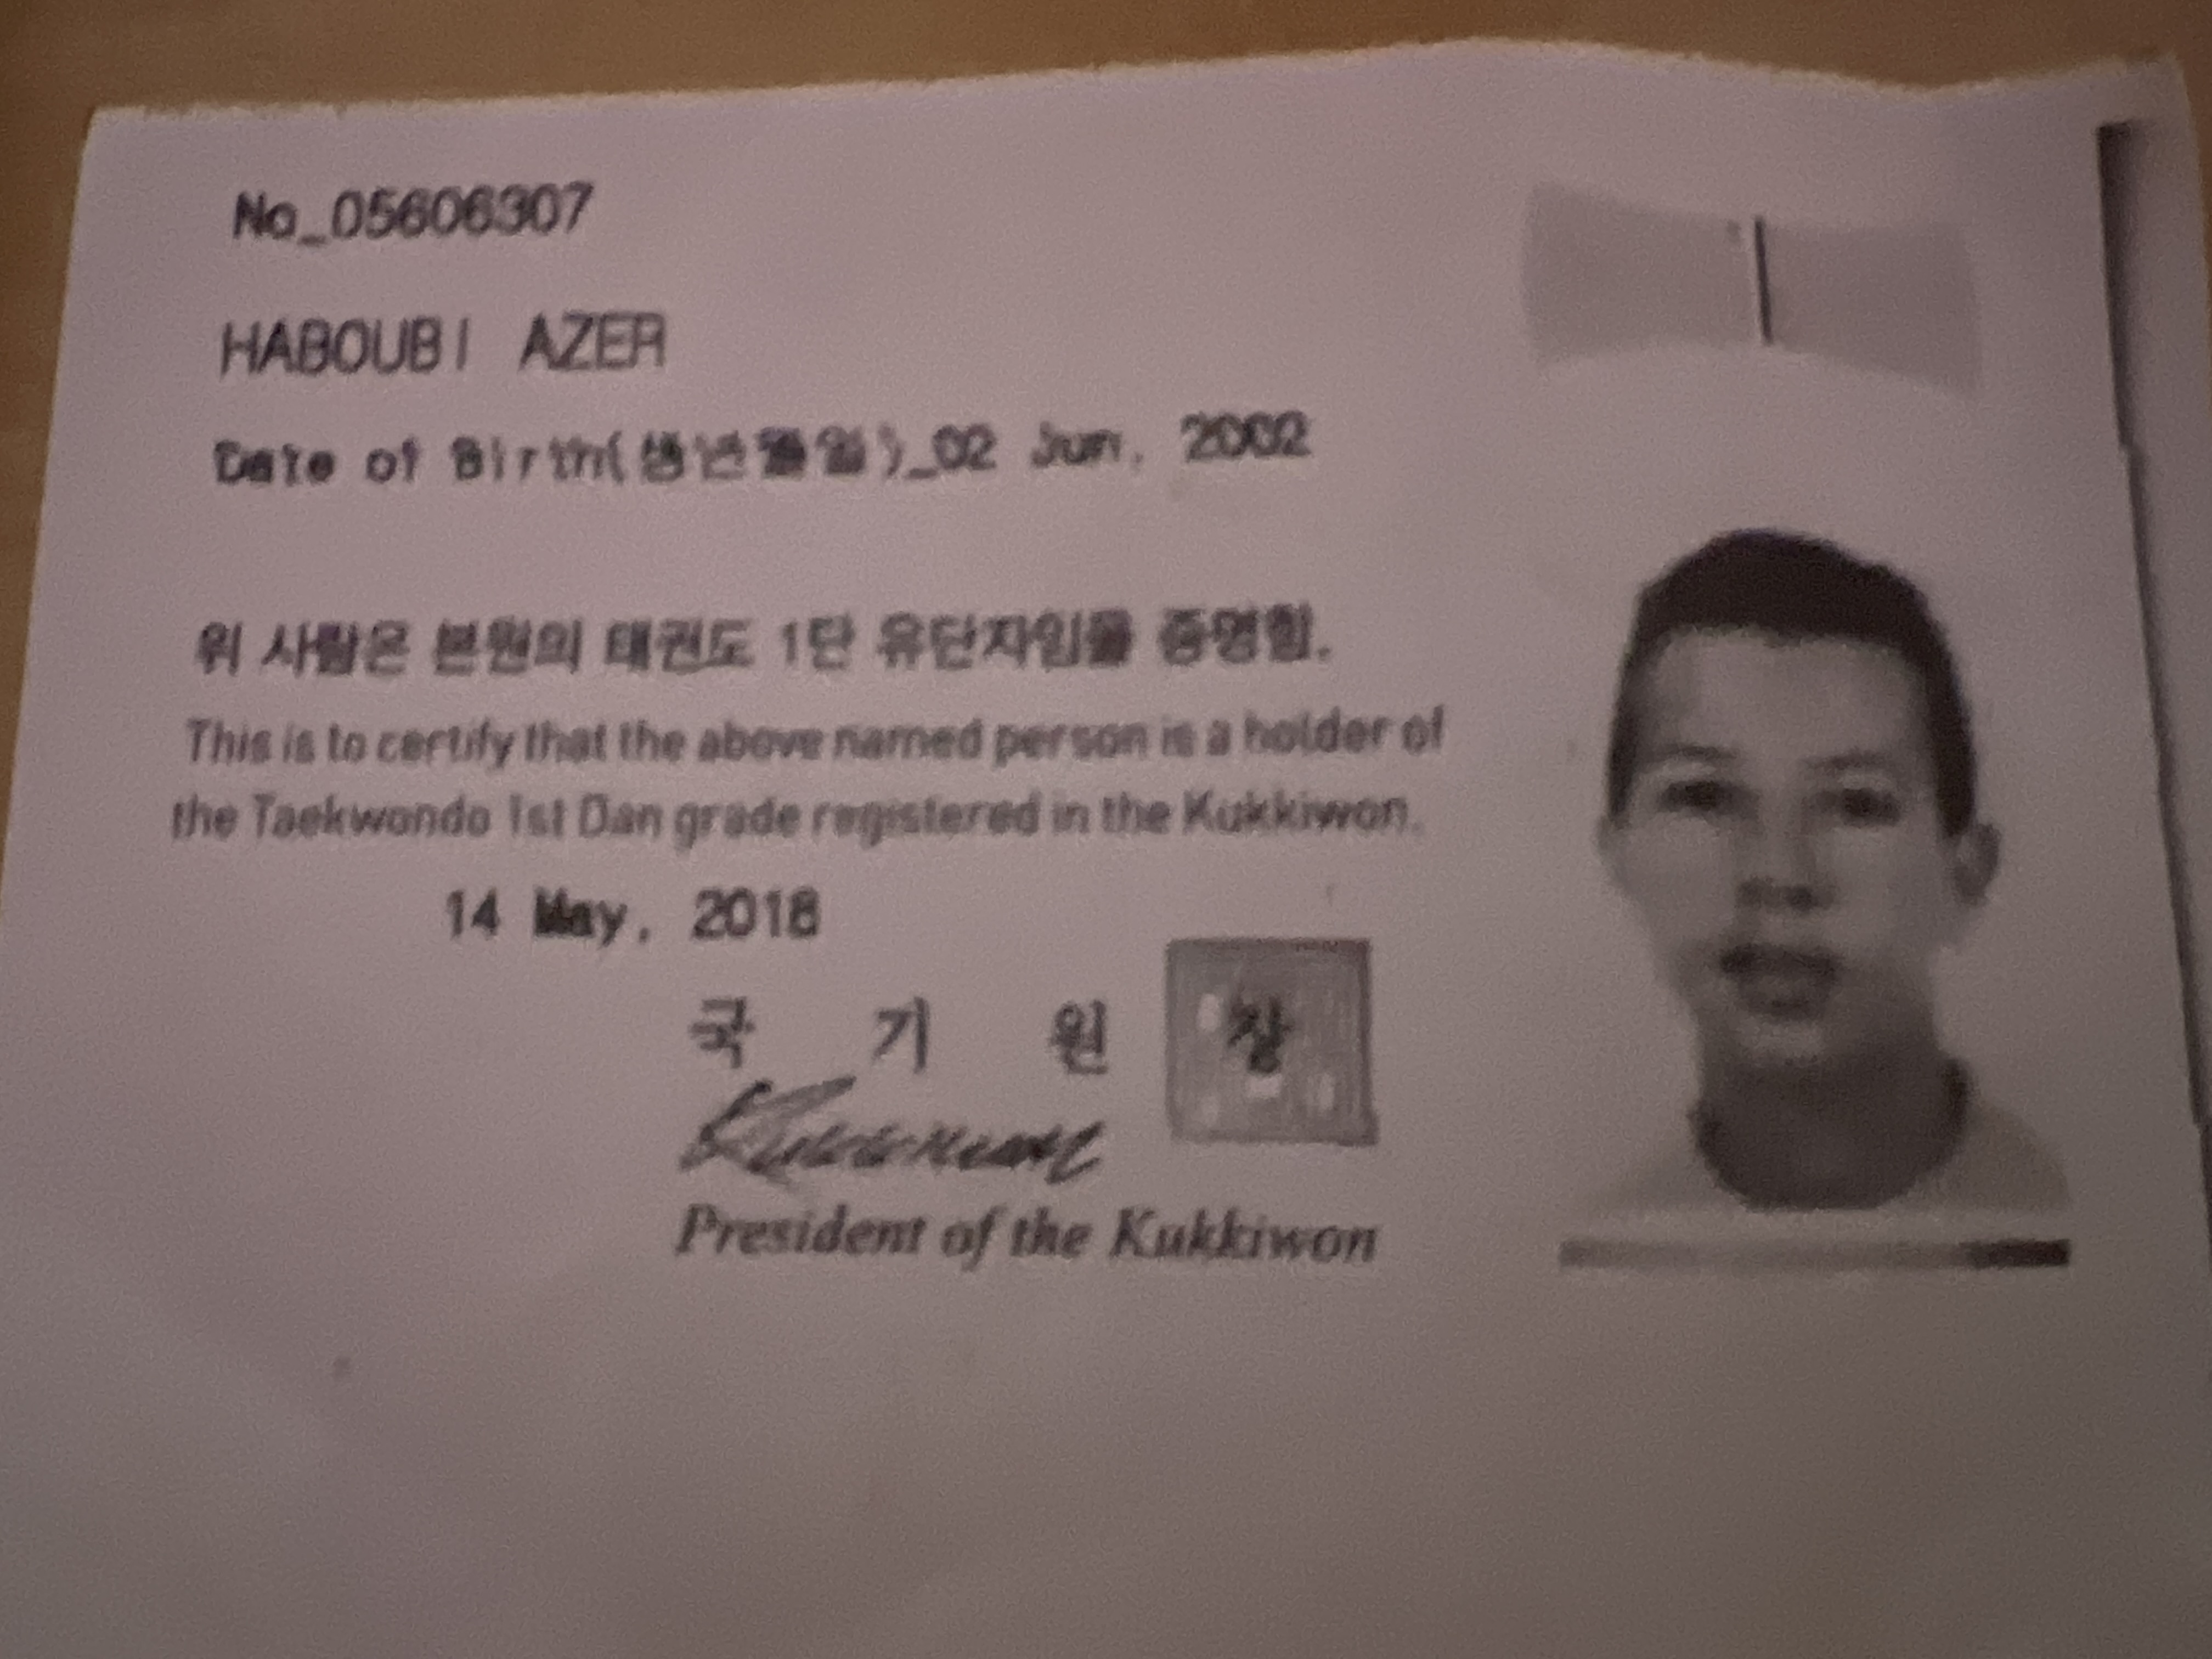 No_05606307
HABOUBI AZER
Date of Birth(생년월일)_02 Jun, 2002
위 사람은 본원의 태권도 1단 유단자임을 증명함.
This is to certify that the above named person is a holder of
the Taekwondo 1st Dan grade registered in the Kukkiwon.
14 May, 2018
국 기 원 장
President of the Kukkiwon